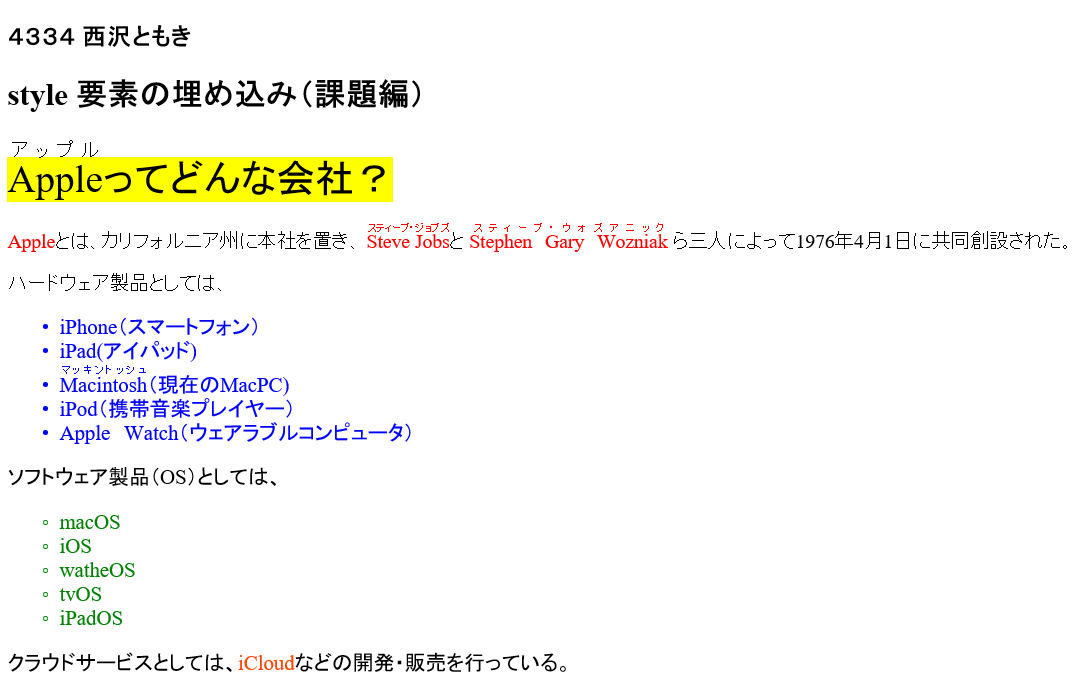 4334 西沢ともき
style 要素の埋め込み（課題編）
アップル
Appleってどんな会社？
スティーブ・ジョブズ スティーブ・ウォズアニック
Appleとは、カリフォルニア州に本社を置き、 Steve Jobsと Stephen Gary Wozniak ら三人によって1976年4月1日に共同創設された。
ハードウェア製品としては、
・ iPhone（スマートフォン）
・ iPad(アイパッド)
マッキントッシュ
・ Macintosh（現在のMacPC)
・ iPod（携帯音楽プレイヤー）
・ Apple Watch（ウェアラブルコンピュータ）
ソフトウェア製品（OS）としては、
◦ macOS
◦ iOS
◦ watheOS
◦ tvOS
◦ iPadOS
クラウドサービスとしては、iCloudなどの開発・販売を行っている。